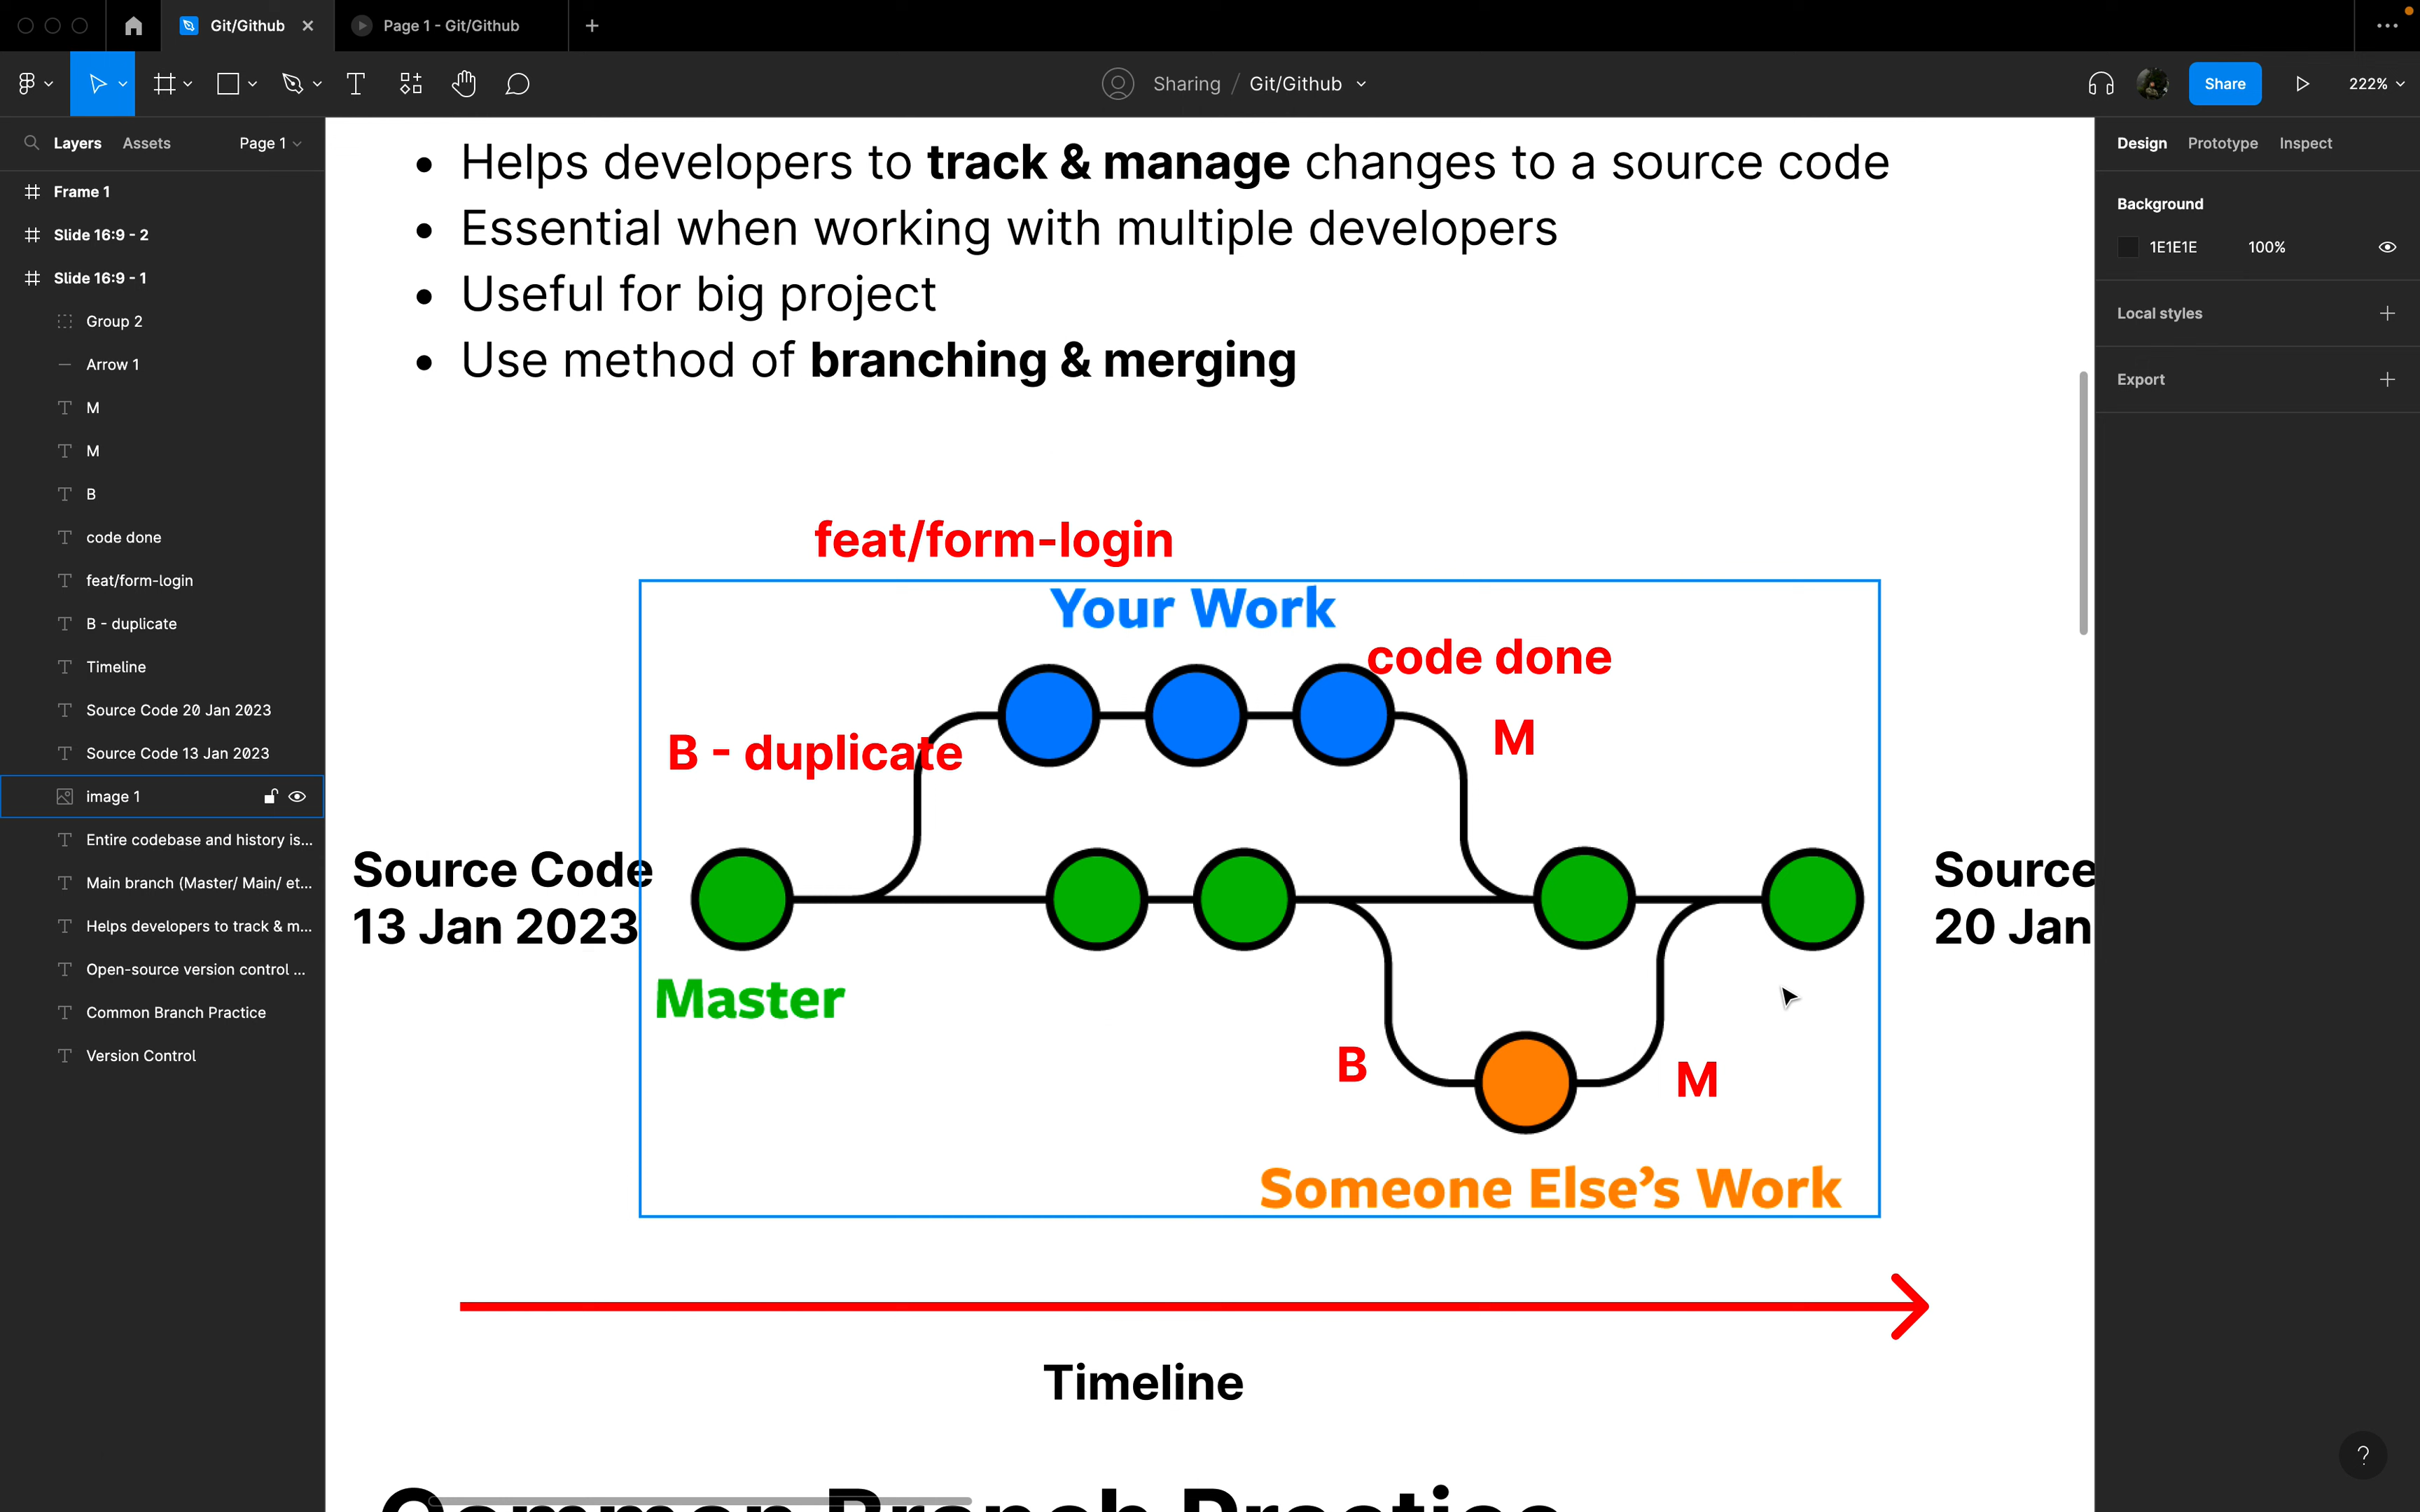 Git/Github
Page 1 - Git/Github
Sharing / Git/Github
Share
222%
Layers
Assets
Page 1
Design
Prototype
Inspect
Frame 1
Slide 16:9 - 2
Slide 16:9 - 1
Group 2
Arrow 1
M
M
B
code done
feat/form-login
B - duplicate
Timeline
Source Code 20 Jan 2023
Source Code 13 Jan 2023
image 1
Entire codebase and history is...
Main branch (Master/ Main/ et...
Helps developers to track & m...
Open-source version control ...
Common Branch Practice
Version Control
• Helps developers to track & manage changes to a source code
• Essential when working with multiple developers
• Useful for big project
• Use method of branching & merging
feat/form-login
Your Work
code done
B - duplicate
M
Source Code
13 Jan 2023
Source
20 Jan
Master
B
M
Someone Else's Work
Timeline
Common Branch Practice
Background
1E1E1E
100%
Local styles
Export
?